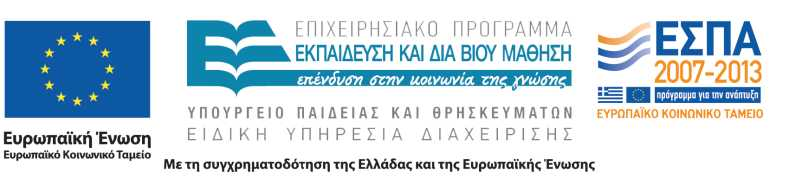 Ευρωπαϊκή Ένωση
Ευρωπαϊκό Κοινωνικό Ταμείο
ΕΠΙΧΕΙΡΗΣΙΑΚΟ ΠΡΟΓΡΑΜΜΑ
ΕΚΠΑΙΔΕΥΣΗ ΚΑΙ ΔΙΑ ΒΙΟΥ ΜΑΘΗΣΗ
επένδυση στην κοινωνία της γνώσης
ΥΠΟΥΡΓΕΙΟ ΠΑΙΔΕΙΑΣ ΚΑΙ ΘΡΗΣΚΕΥΜΑΤΩΝ
ΕΙΔΙΚΗ ΥΠΗΡΕΣΙΑ ΔΙΑΧΕΙΡΙΣΗΣ
ΕΣΠΑ
2007-2013
πρόγραμμα για την ανάπτυξη
ΕΥΡΩΠΑΪΚΟ ΚΟΙΝΩΝΙΚΟ ΤΑΜΕΙΟ
Με τη συγχρηματοδότηση της Ελλάδας και της Ευρωπαϊκής Ένωσης